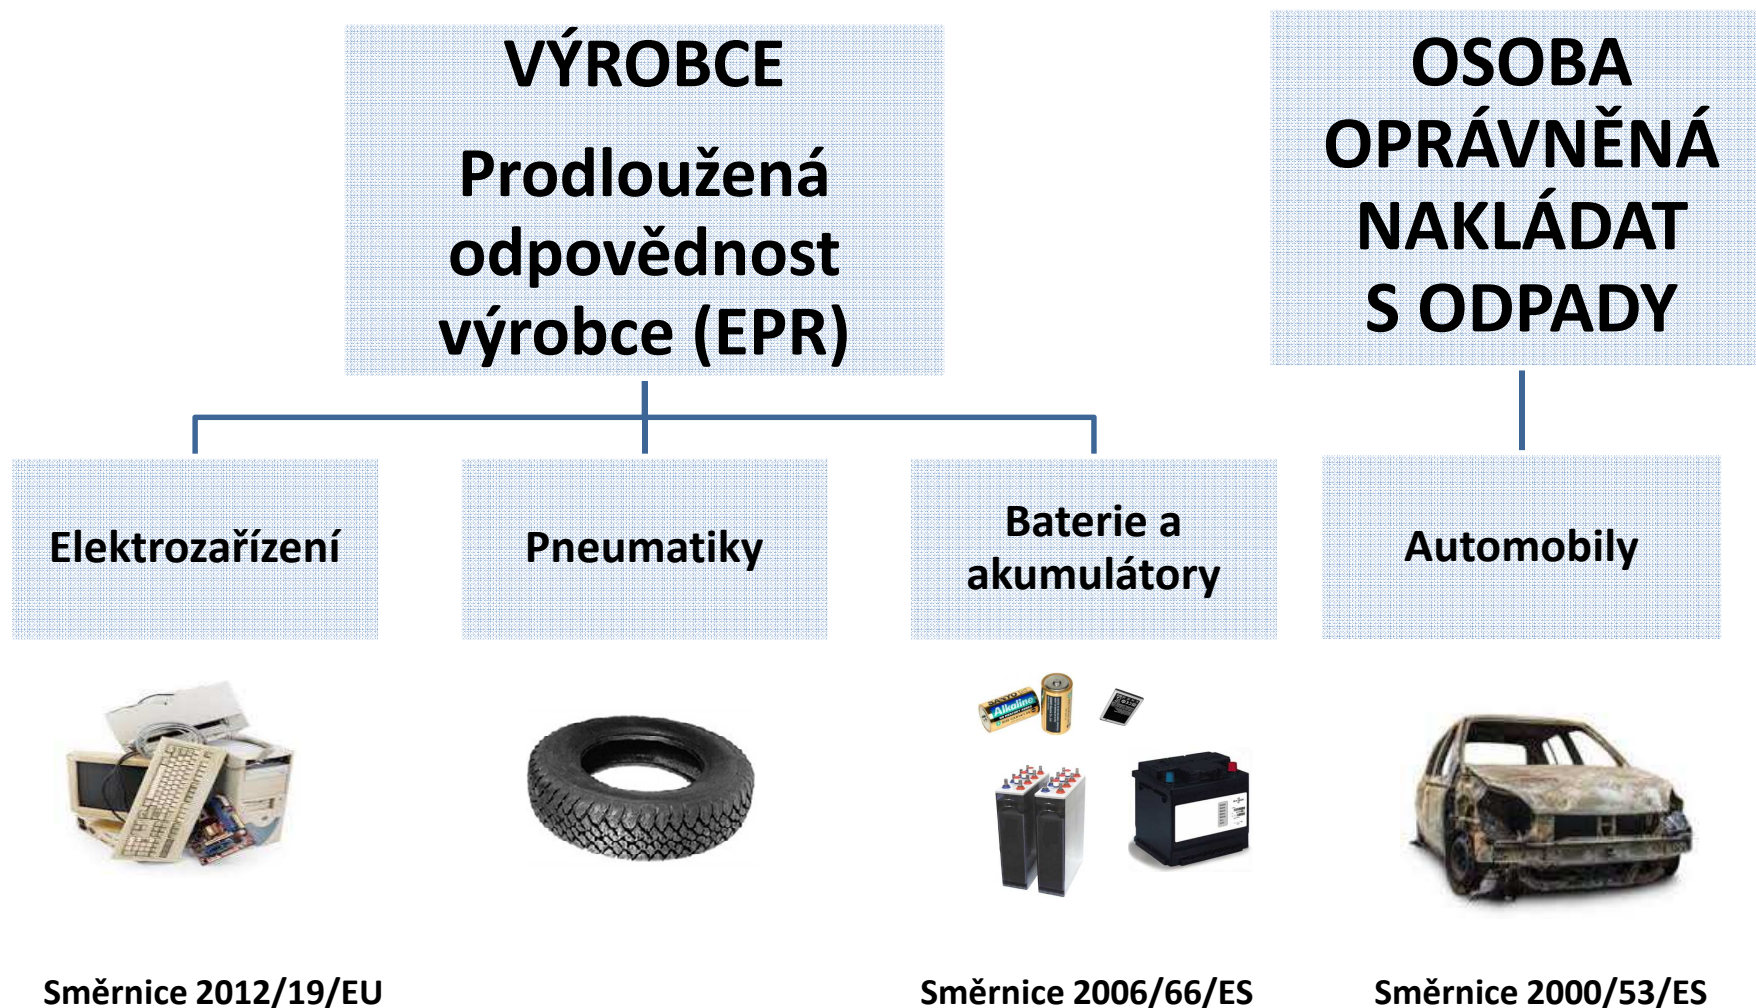 VÝROBCE
Prodloužená
odpovědnost
výrobce (EPR)
OSOBA
OPRÁVNĚNÁ
NAKLÁDAT
S ODPADY
Elektrozařízení
Pneumatiky
Baterie a
akumulátory
Automobily
Alkaline
Směrnice 2012/19/EU
Směrnice 2006/66/ES
Směrnice 2000/53/ES